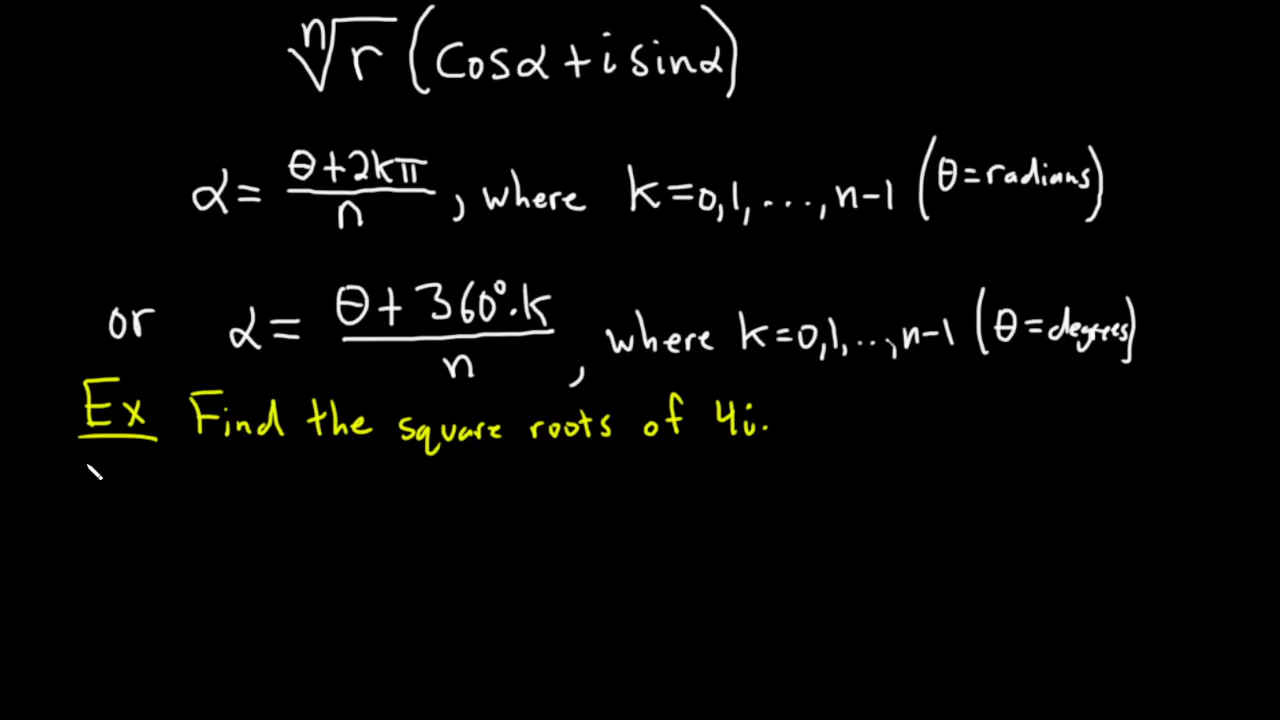 ⁿ√r (cosα + i sinα)
α = (θ+2kπ)/n , where k=0,1,...,n-1 (θ=radians)
or α = (θ+360°·k)/n , where k=0,1,...,n-1 (θ=degrees)
Ex Find the square roots of 4i.